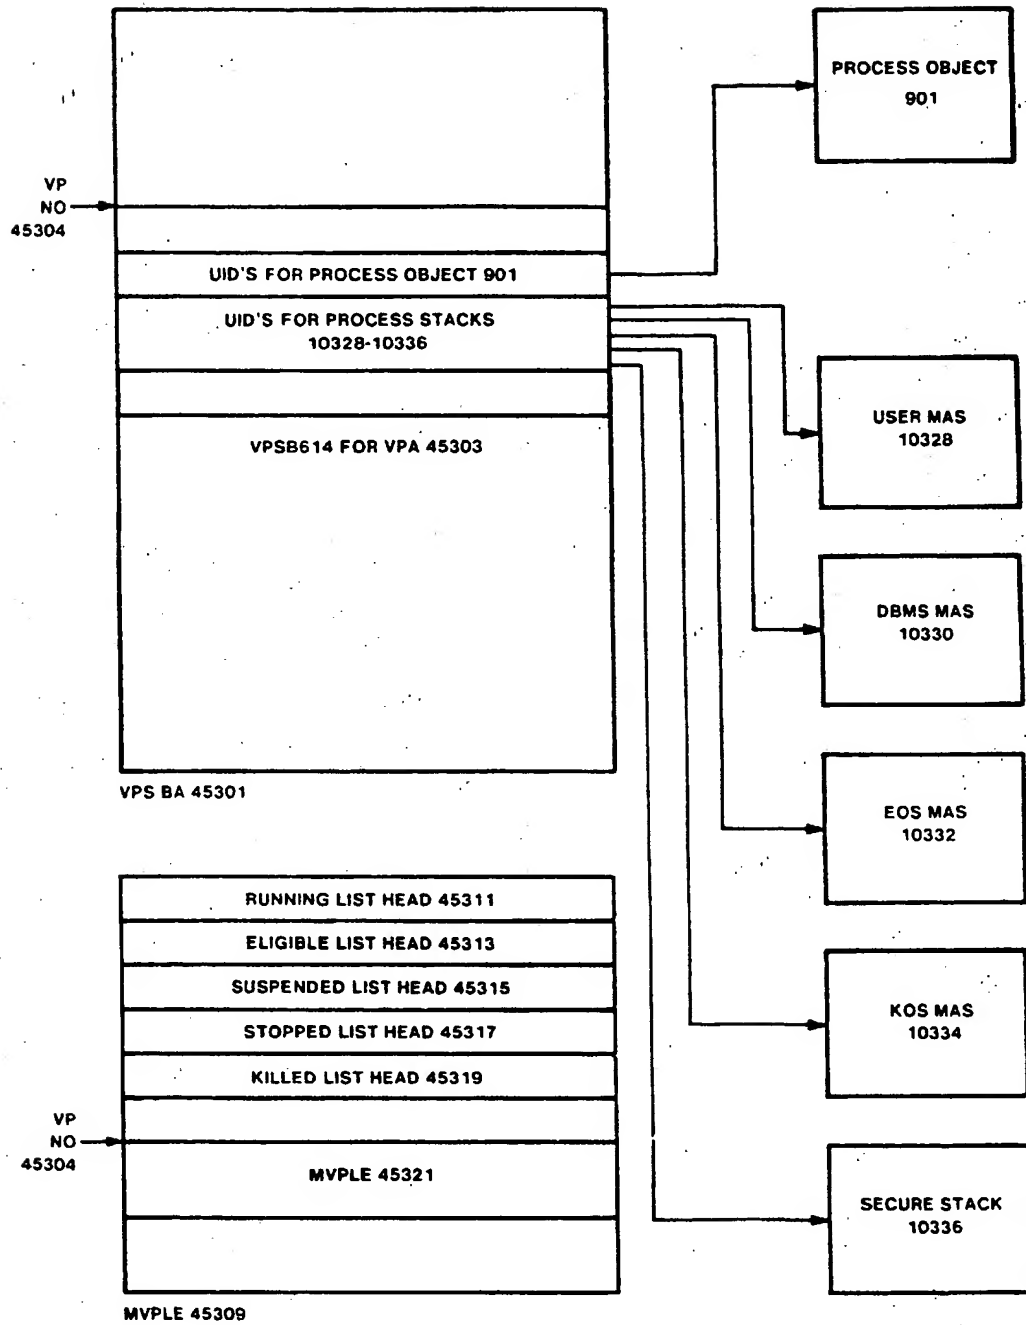 PROCESS OBJECT
901
VP
NO
45304
UID'S FOR PROCESS OBJECT 901
UID'S FOR PROCESS STACKS
10328-10336
VPSB614 FOR VPA 45303
USER MAS
10328
DBMS MAS
10330
EOS MAS
10332
KOS MAS
10334
SECURE STACK
10336
VPS BA 45301
RUNNING LIST HEAD 45311
ELIGIBLE LIST HEAD 45313
SUSPENDED LIST HEAD 45315
STOPPED LIST HEAD 45317
KILLED LIST HEAD 45319
VP
NO
45304
MVPLE 45321
MVPLE 45309